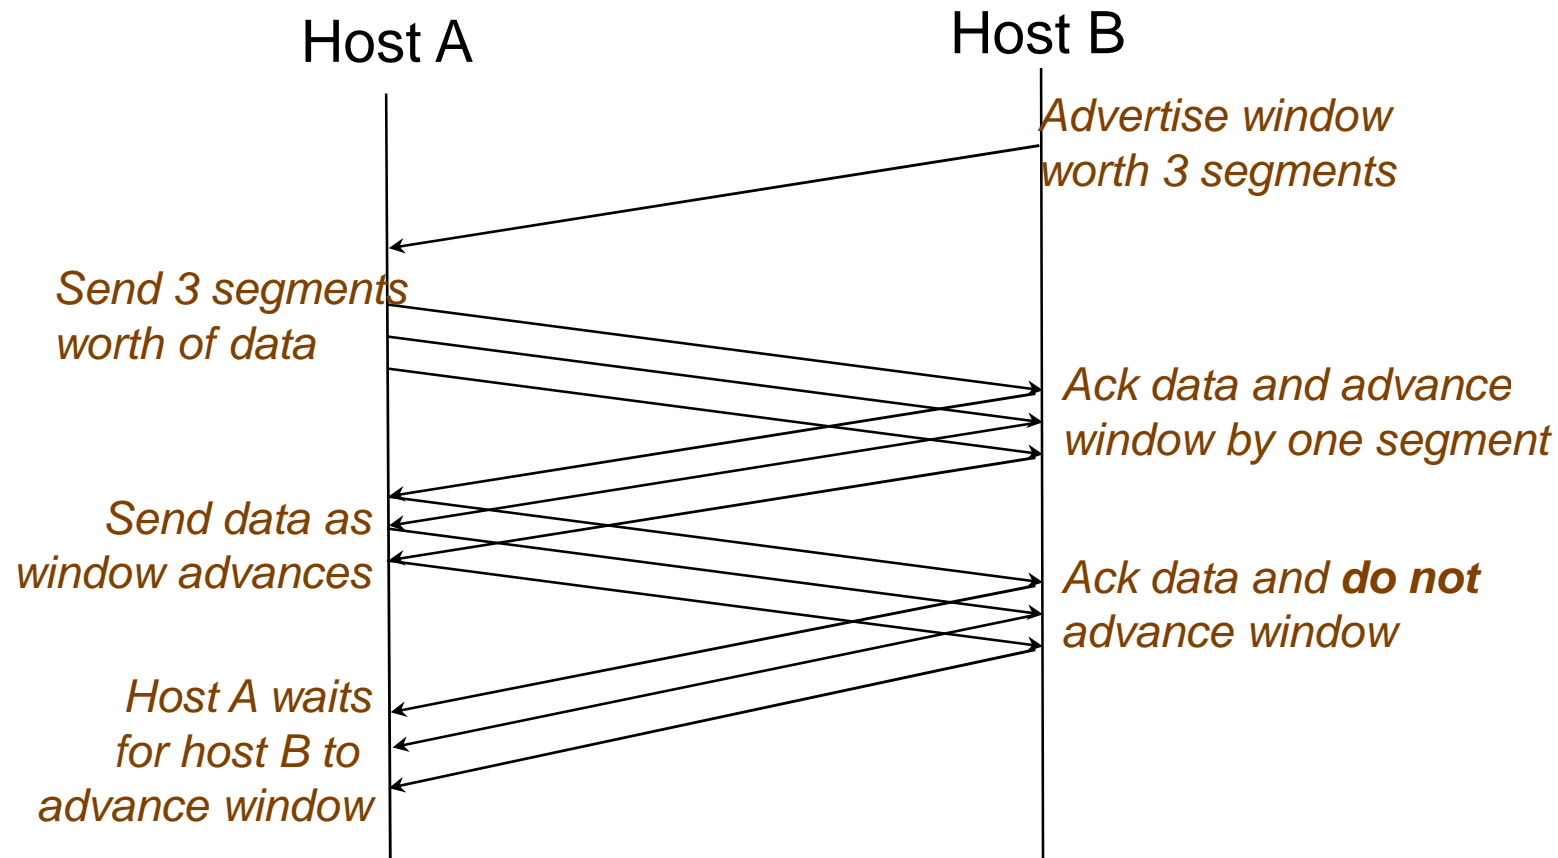 Host A
Host B
Advertise window
worth 3 segments
Send 3 segments
worth of data
Ack data and advance
window by one segment
Send data as
window advances
Ack data and do not
advance window
Host A waits
for host B to
advance window